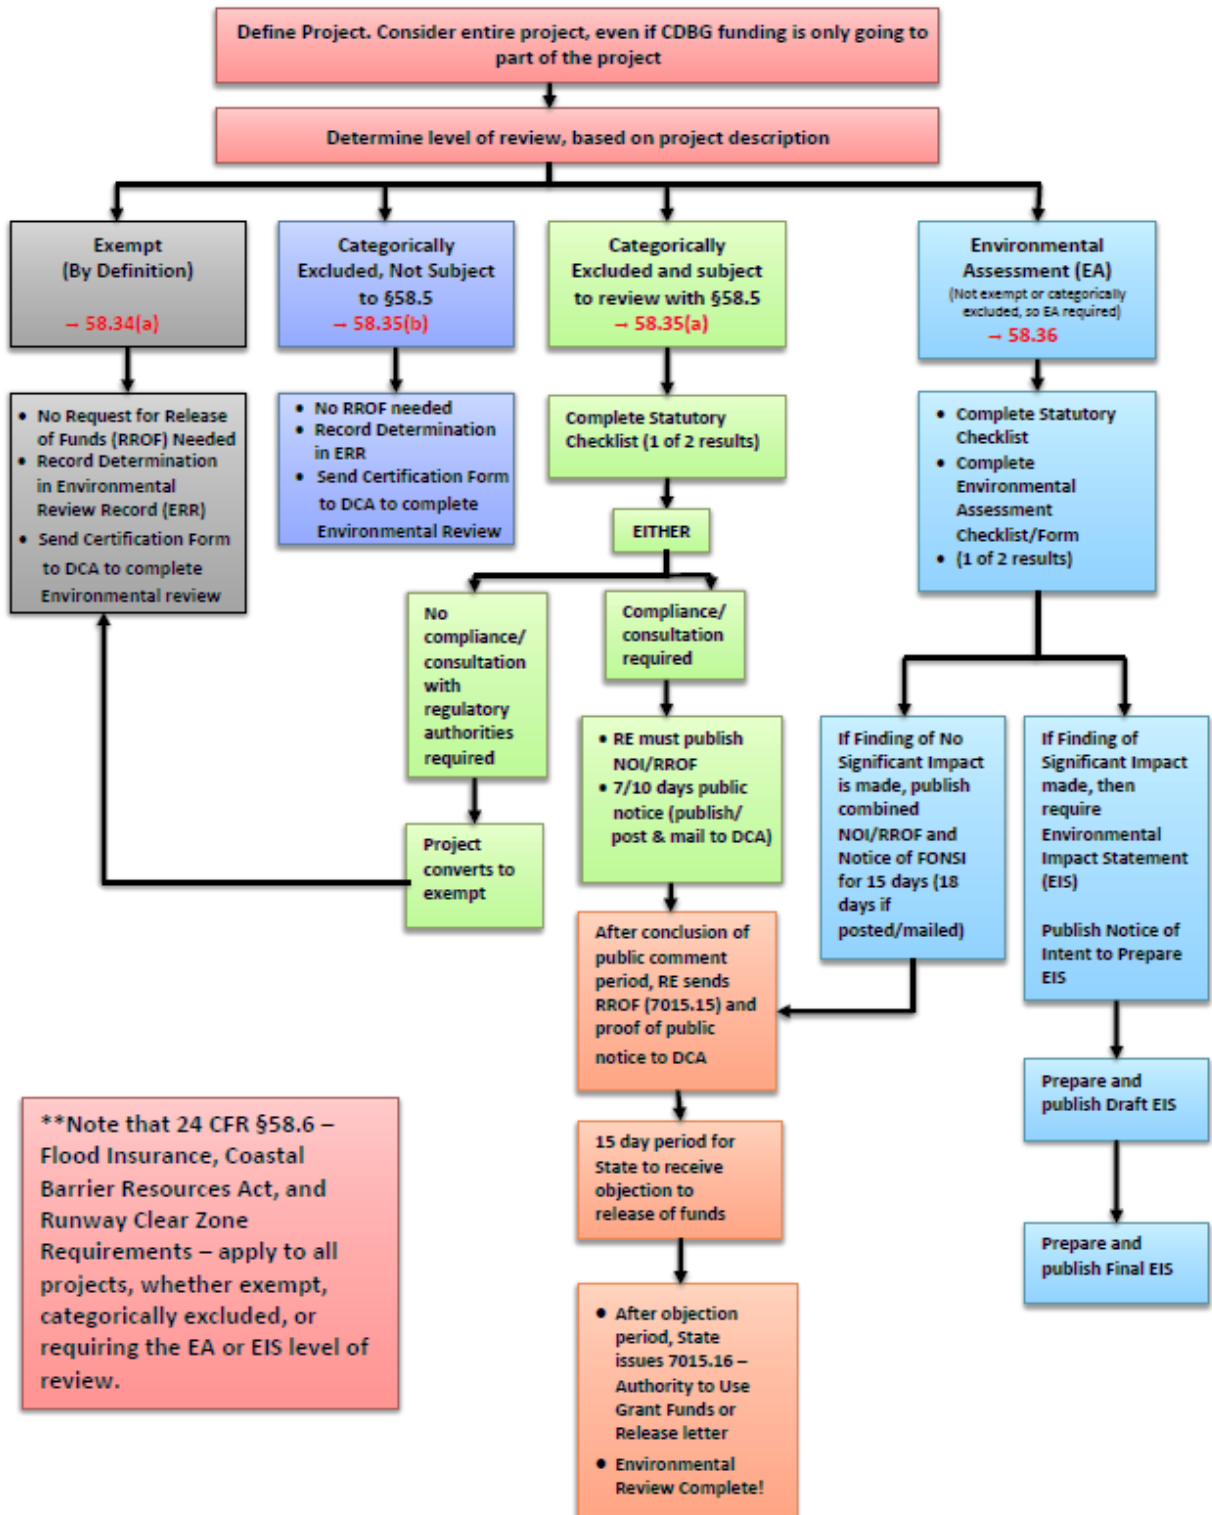 Define Project. Consider entire project, even if CDBG funding is only going to
part of the project
Determine level of review, based on project description
Exempt
(By Definition)
→ 58.34(a)
Categorically
Excluded, Not Subject
to §58.5
→ 58.35(b)
Categorically
Excluded and subject
to review with §58.5
→ 58.35(a)
Environmental
Assessment (EA)
(Not exempt or categorically
excluded, so EA required)
→ 58.36
• No Request for Release
of Funds (RROF) Needed
• Record Determination
in Environmental
Review Record (ERR)
• Send Certification Form
to DCA to complete
Environmental review
• No RROF needed
• Record Determination
in ERR
• Send Certification Form
to DCA to complete
Environmental Review
Complete Statutory
Checklist (1 of 2 results)
• Complete Statutory
Checklist
• Complete
Environmental
Assessment
Checklist/Form
• (1 of 2 results)
EITHER
No
compliance/
consultation
with
regulatory
authorities
required
Compliance/
consultation
required
Project
converts to
exempt
• RE must publish
NOI/RROF
• 7/10 days public
notice (publish/
post & mail to DCA)
If Finding of No
Significant Impact
is made, publish
combined
NOI/RROF and
Notice of FONSI
for 15 days (18
days if
posted/mailed)
If Finding of
Significant Impact
made, then
require
Environmental
Impact Statement
(EIS)
Publish Notice of
Intent to Prepare
EIS
After conclusion of
public comment
period, RE sends
RROF (7015.15) and
proof of public
notice to DCA
Prepare and
publish Draft EIS
15 day period for
State to receive
objection to
release of funds
Prepare and
publish Final EIS
• After objection
period, State
issues 7015.16 –
Authority to Use
Grant Funds or
Release letter
• Environmental
Review Complete!
**Note that 24 CFR §58.6 –
Flood Insurance, Coastal
Barrier Resources Act, and
Runway Clear Zone
Requirements – apply to all
projects, whether exempt,
categorically excluded, or
requiring the EA or EIS level of
review.